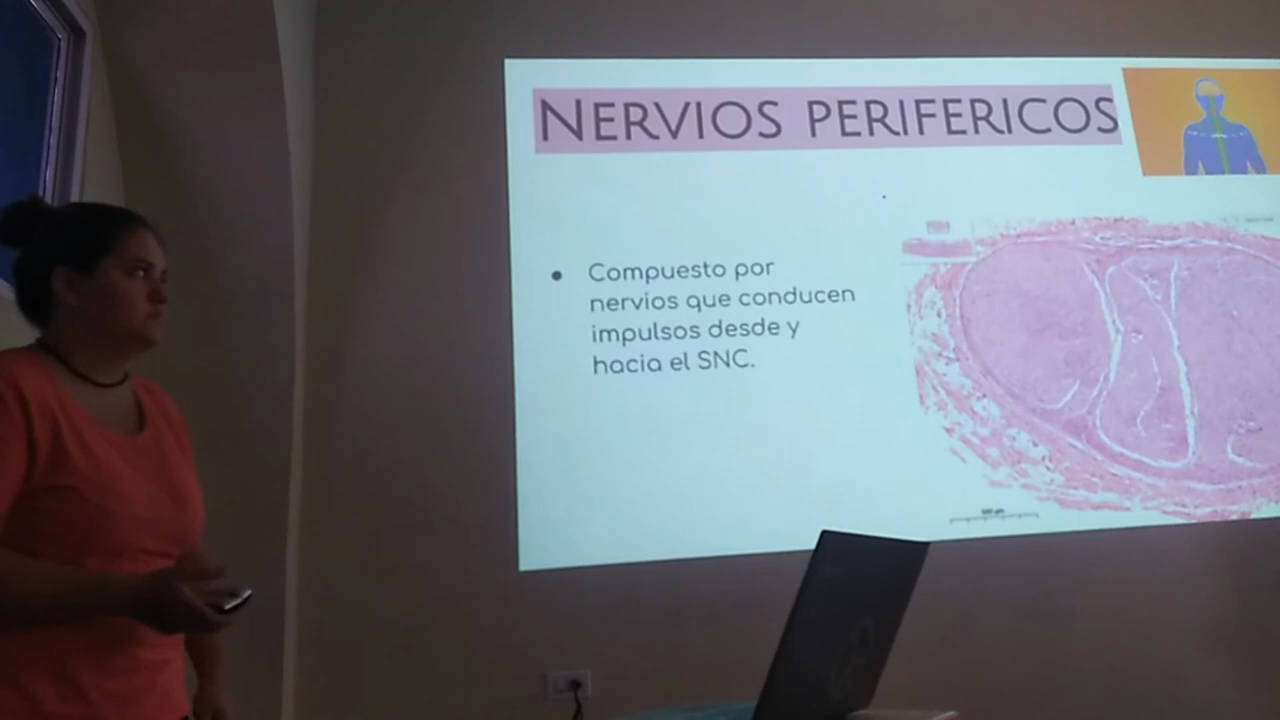 NERVIOS PERIFERICOS
• Compuesto por
nervios que conducen
impulsos desde y
hacia el SNC.